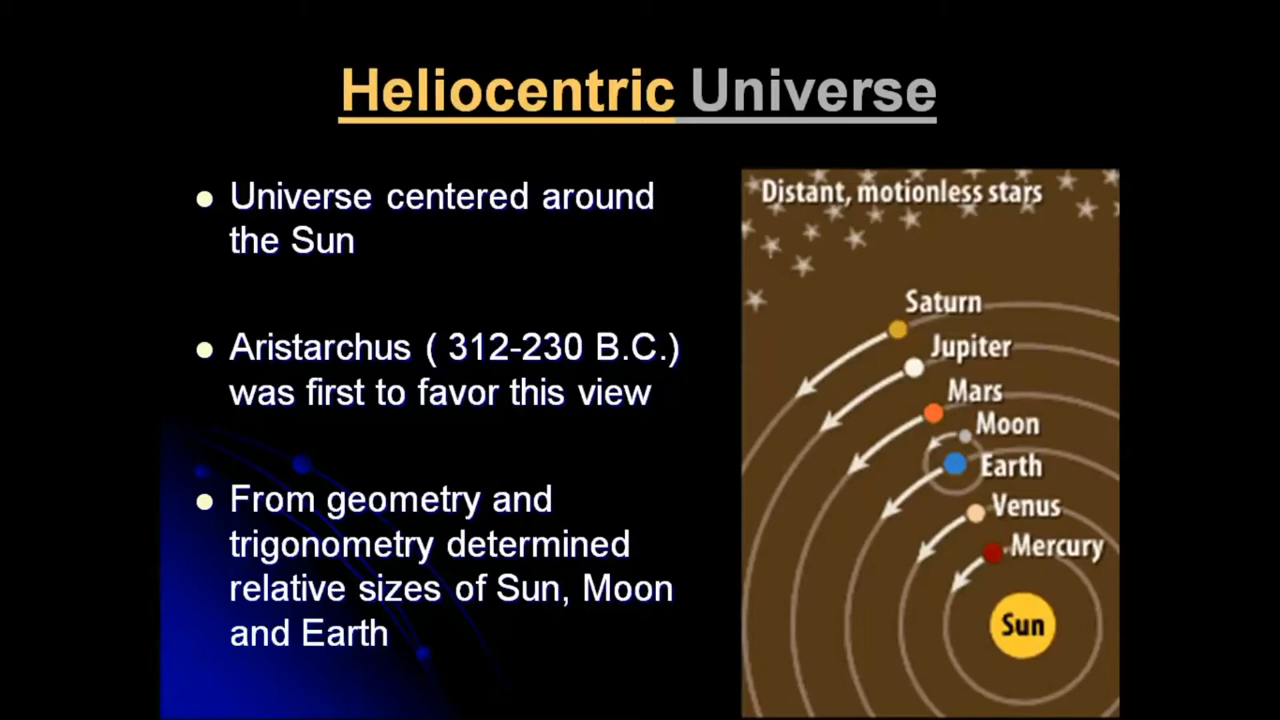 Heliocentric Universe
● Universe centered around
the Sun
● Aristarchus ( 312-230 B.C.)
was first to favor this view
● From geometry and
trigonometry determined
relative sizes of Sun, Moon
and Earth
Distant, motionless stars
Saturn
Jupiter
Mars
Moon
Earth
Venus
Mercury
Sun